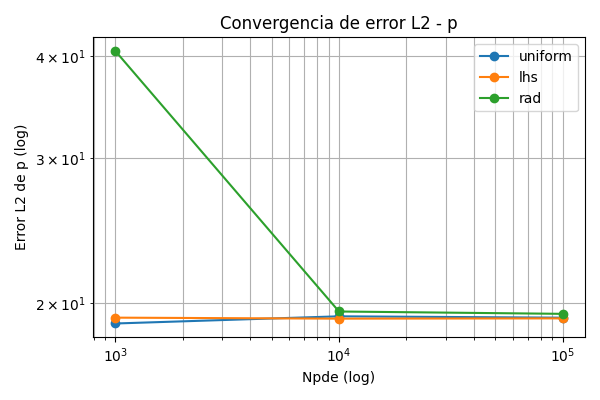 Convergencia de error L2 - p
Error L2 de p (log)
4 × 10¹
3 × 10¹
2 × 10¹
10³
10⁴
10⁵
Npde (log)
uniform
lhs
rad